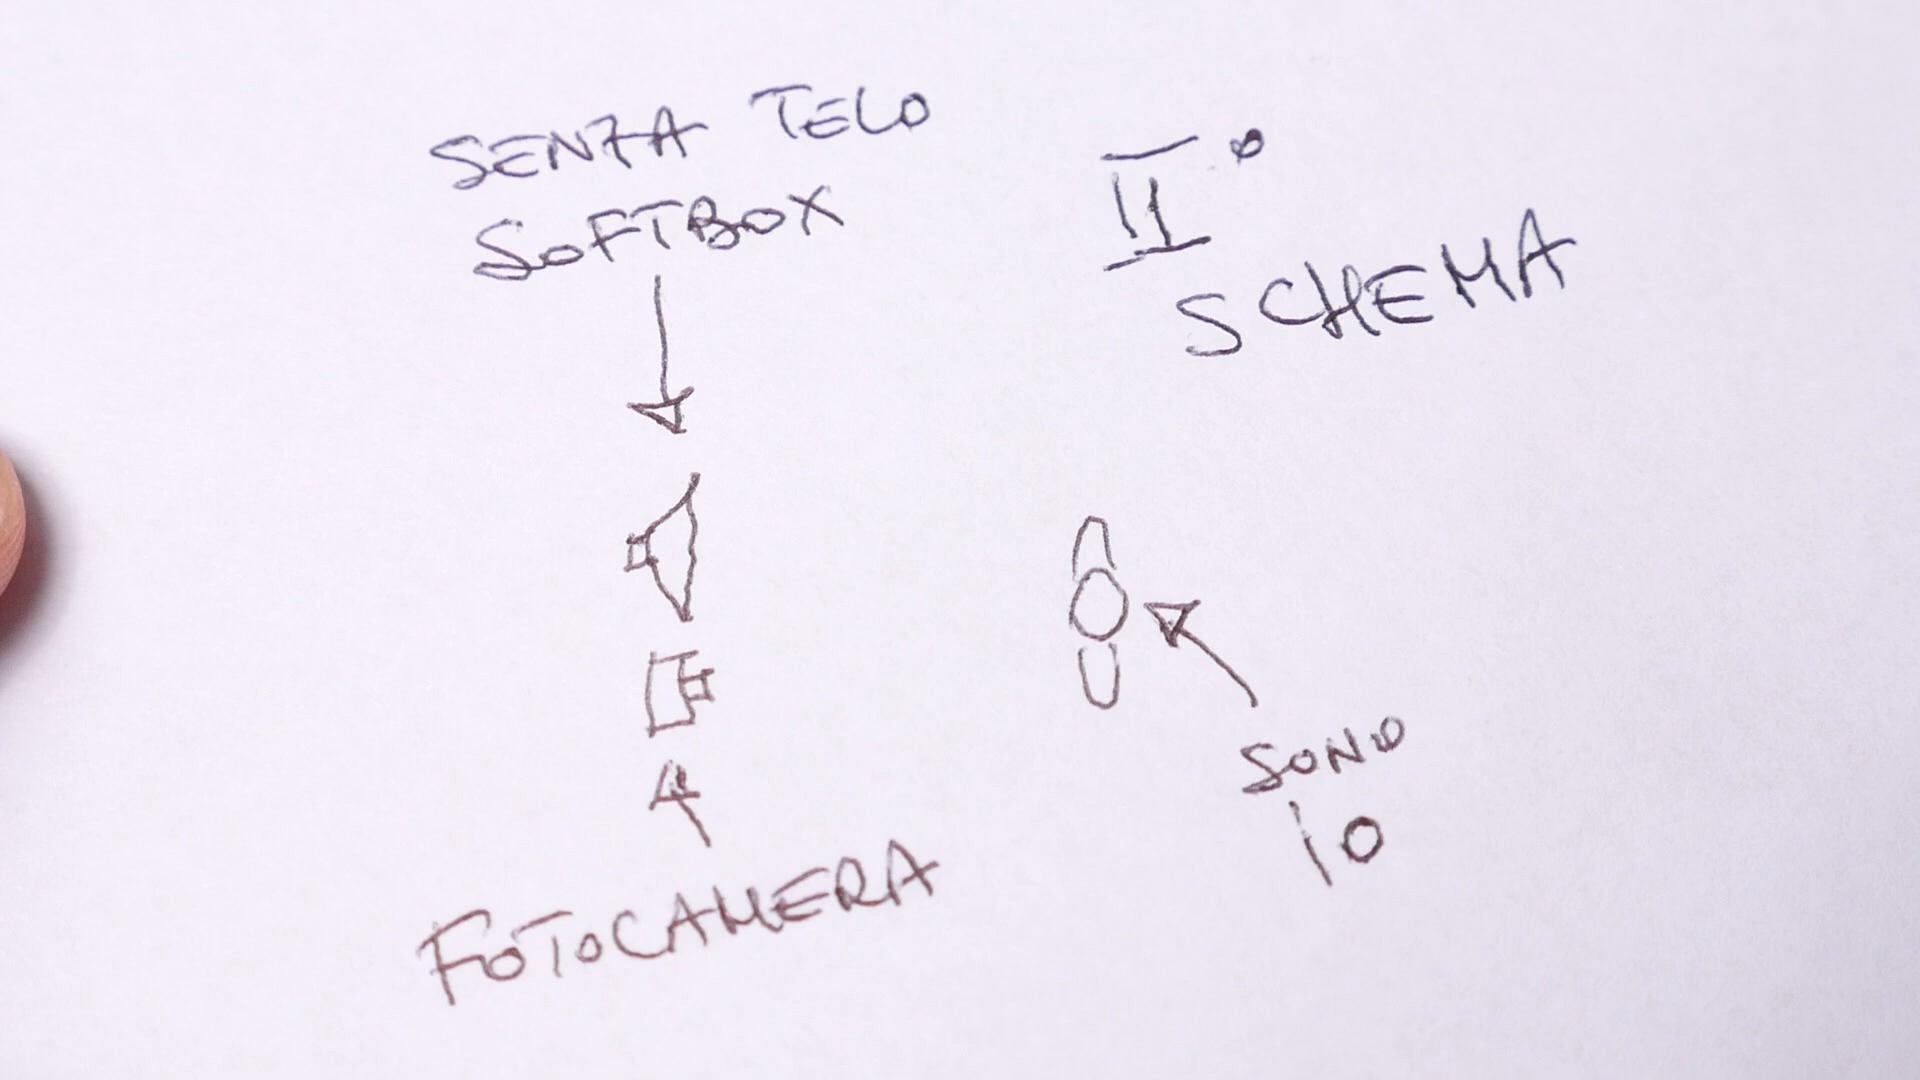 SENZA TELO
SOFTBOX
II°
SCHEMA
SONO
IO
FOTOCAMERA